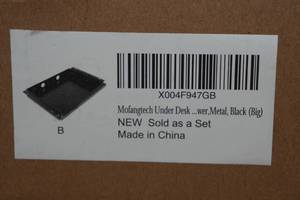 X004F947GB
Mofangtech Under Desk ...wer,Metal, Black (Big)
NEW Sold as a Set
Made in China
B